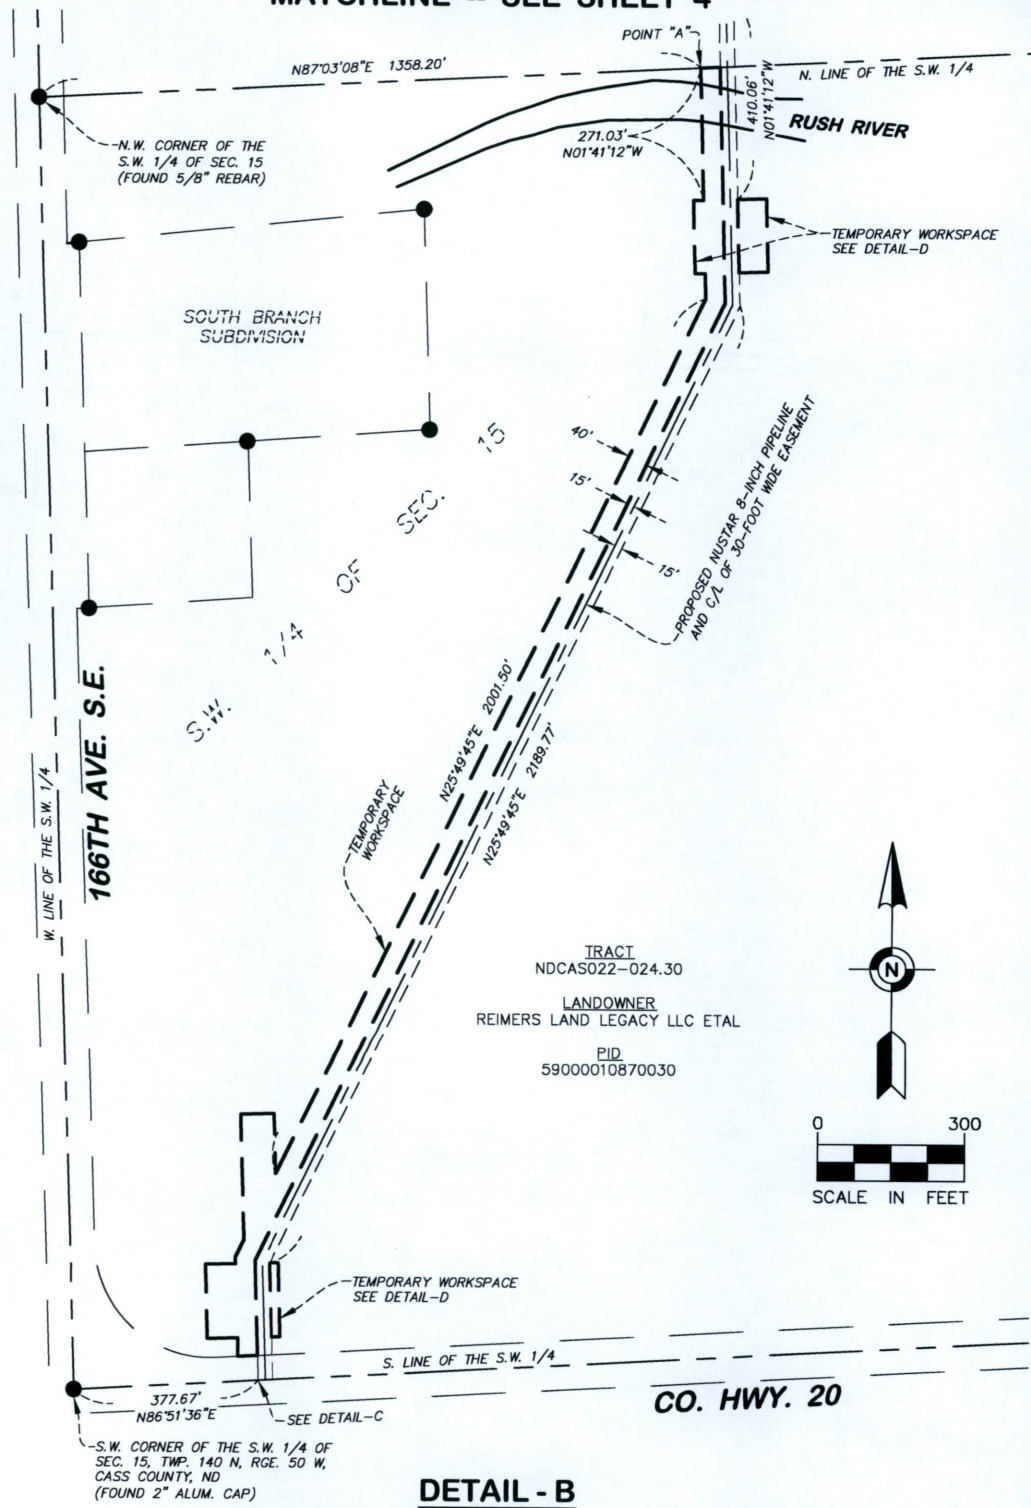 MATCHLINE - SEE SHEET 4
POINT "A"
N87°03'08"E 1358.20'
N. LINE OF THE S.W. 1/4
410.06'
N01°41'12"W
RUSH RIVER
271.03'
N01°41'12"W
N.W. CORNER OF THE
S.W. 1/4 OF SEC. 15
(FOUND 5/8" REBAR)
TEMPORARY WORKSPACE
SEE DETAIL-D
SOUTH BRANCH
SUBDIVISION
S.W. 1/4 OF SEC. 15
40'
15'
15'
PROPOSED NUSTAR 8-INCH PIPELINE
AND C/L OF 30-FOOT WIDE EASEMENT
166TH AVE. S.E.
W. LINE OF THE S.W. 1/4
N25°49'45"E 2001.50'
N25°49'45"E 2189.77'
TEMPORARY
WORKSPACE
TRACT
NDCAS022-024.30
LANDOWNER
REIMERS LAND LEGACY LLC ETAL
PID
59000010870030
N
0 300
SCALE IN FEET
TEMPORARY WORKSPACE
SEE DETAIL-D
S. LINE OF THE S.W. 1/4
377.67'
N86°51'36"E
SEE DETAIL-C
CO. HWY. 20
S.W. CORNER OF THE S.W. 1/4 OF
SEC. 15, TWP. 140 N, RGE. 50 W,
CASS COUNTY, ND
(FOUND 2" ALUM. CAP)
DETAIL - B